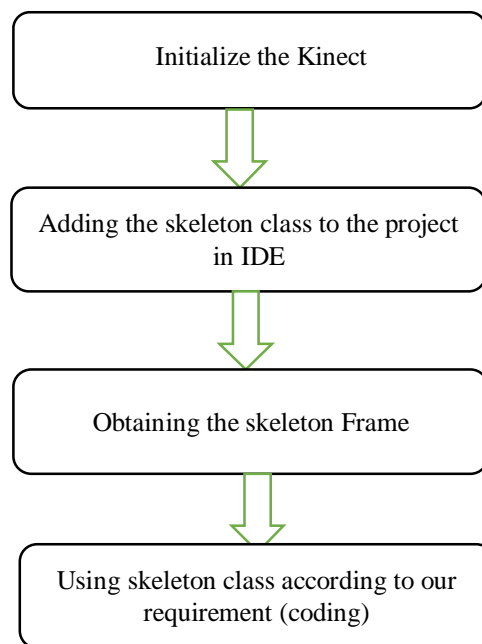 Initialize the Kinect
Adding the skeleton class to the project
in IDE
Obtaining the skeleton Frame
Using skeleton class according to our
requirement (coding)